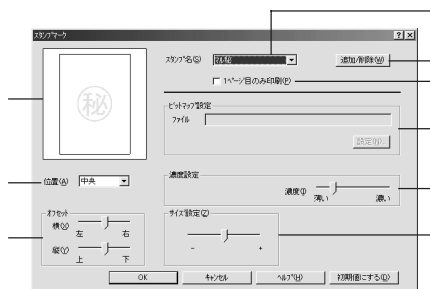 スタンプマーク
スタンプ名(S) マル秘 追加/削除(W)
1ページ目のみ印刷(P)
㊙
ビットマップ設定
ファイル
設定(N)...
位置(A) 中央
濃度設定
濃度(I) 薄い 濃い
オフセット
横(X) 左 右
縦(Y) 上 下
サイズ設定(Z)
- +
OK キャンセル ヘルプ(H) 初期値にする(D)